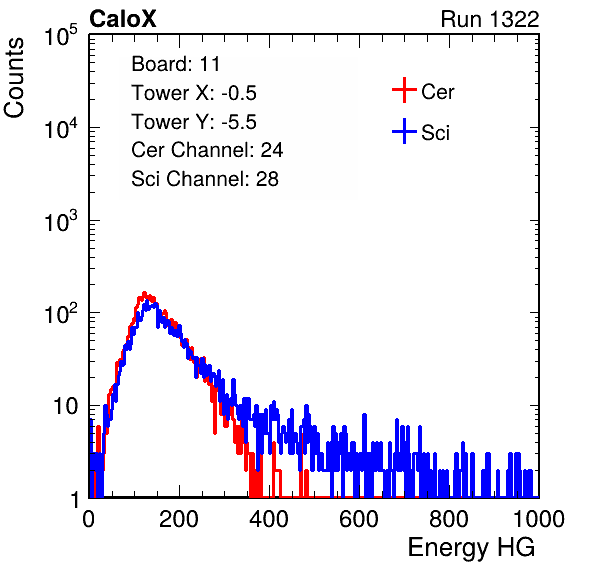 CaloX Run 1322
Counts
10^5
10^4
10^3
10^2
10
1
Board: 11
Tower X: -0.5
Tower Y: -5.5
Cer Channel: 24
Sci Channel: 28
Cer
Sci
0 200 400 600 800 1000
Energy HG